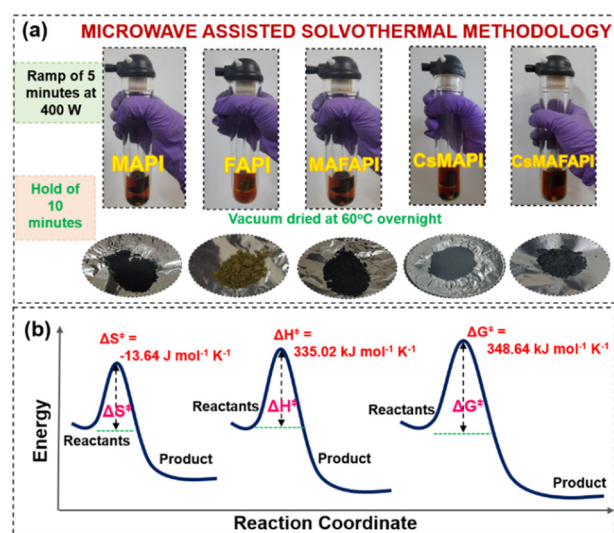 (a) MICROWAVE ASSISTED SOLVOTHERMAL METHODOLOGY
Ramp of 5
minutes at
400 W
MAPI
FAPI
MAFAPI
CsMAPI
CsMAFAPI
Hold of
10
minutes
Vacuum dried at 60°C overnight
(b)
ΔS‡ =
-13.64 J mol⁻¹ K⁻¹
ΔH‡ =
335.02 kJ mol⁻¹ K⁻¹
ΔG‡ =
348.64 kJ mol⁻¹ K⁻¹
Energy
Reactants
ΔS‡
Product
Reactants
ΔH‡
Product
Reactants
ΔG‡
Product
Reaction Coordinate